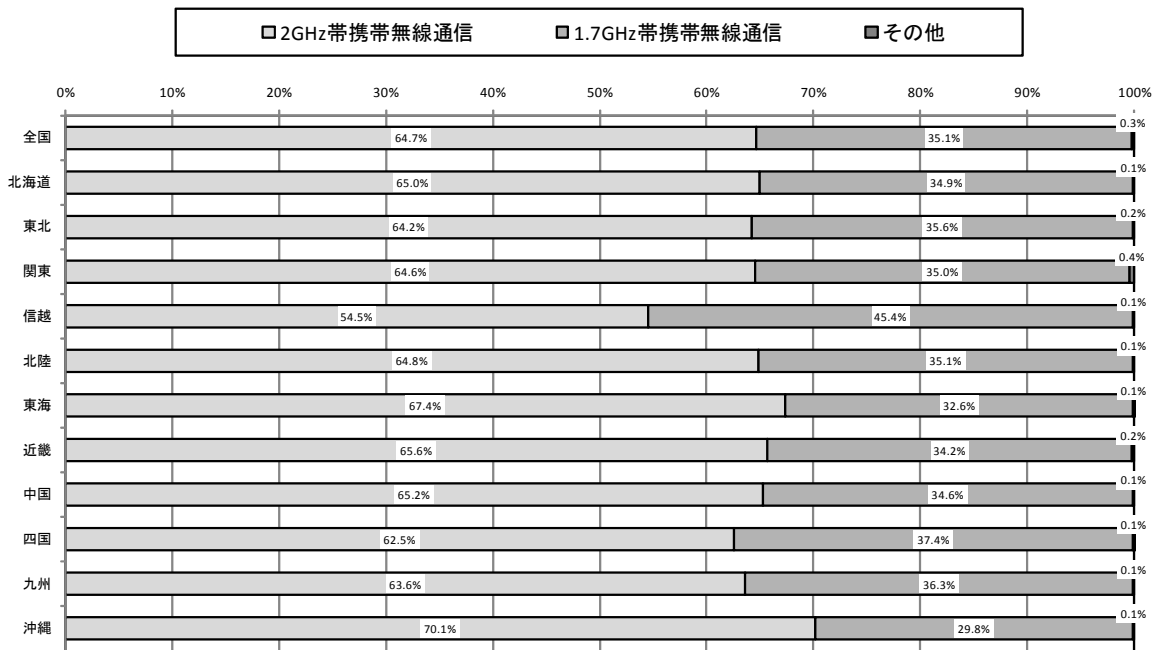 2GHz帯携帯無線通信 1.7GHz帯携帯無線通信 その他
0% 10% 20% 30% 40% 50% 60% 70% 80% 90% 100%
全国 64.7% 35.1% 0.3%
北海道 65.0% 34.9% 0.1%
東北 64.2% 35.6% 0.2%
関東 64.6% 35.0% 0.4%
信越 54.5% 45.4% 0.1%
北陸 64.8% 35.1% 0.1%
東海 67.4% 32.6% 0.1%
近畿 65.6% 34.2% 0.2%
中国 65.2% 34.6% 0.1%
四国 62.5% 37.4% 0.1%
九州 63.6% 36.3% 0.1%
沖縄 70.1% 29.8% 0.1%